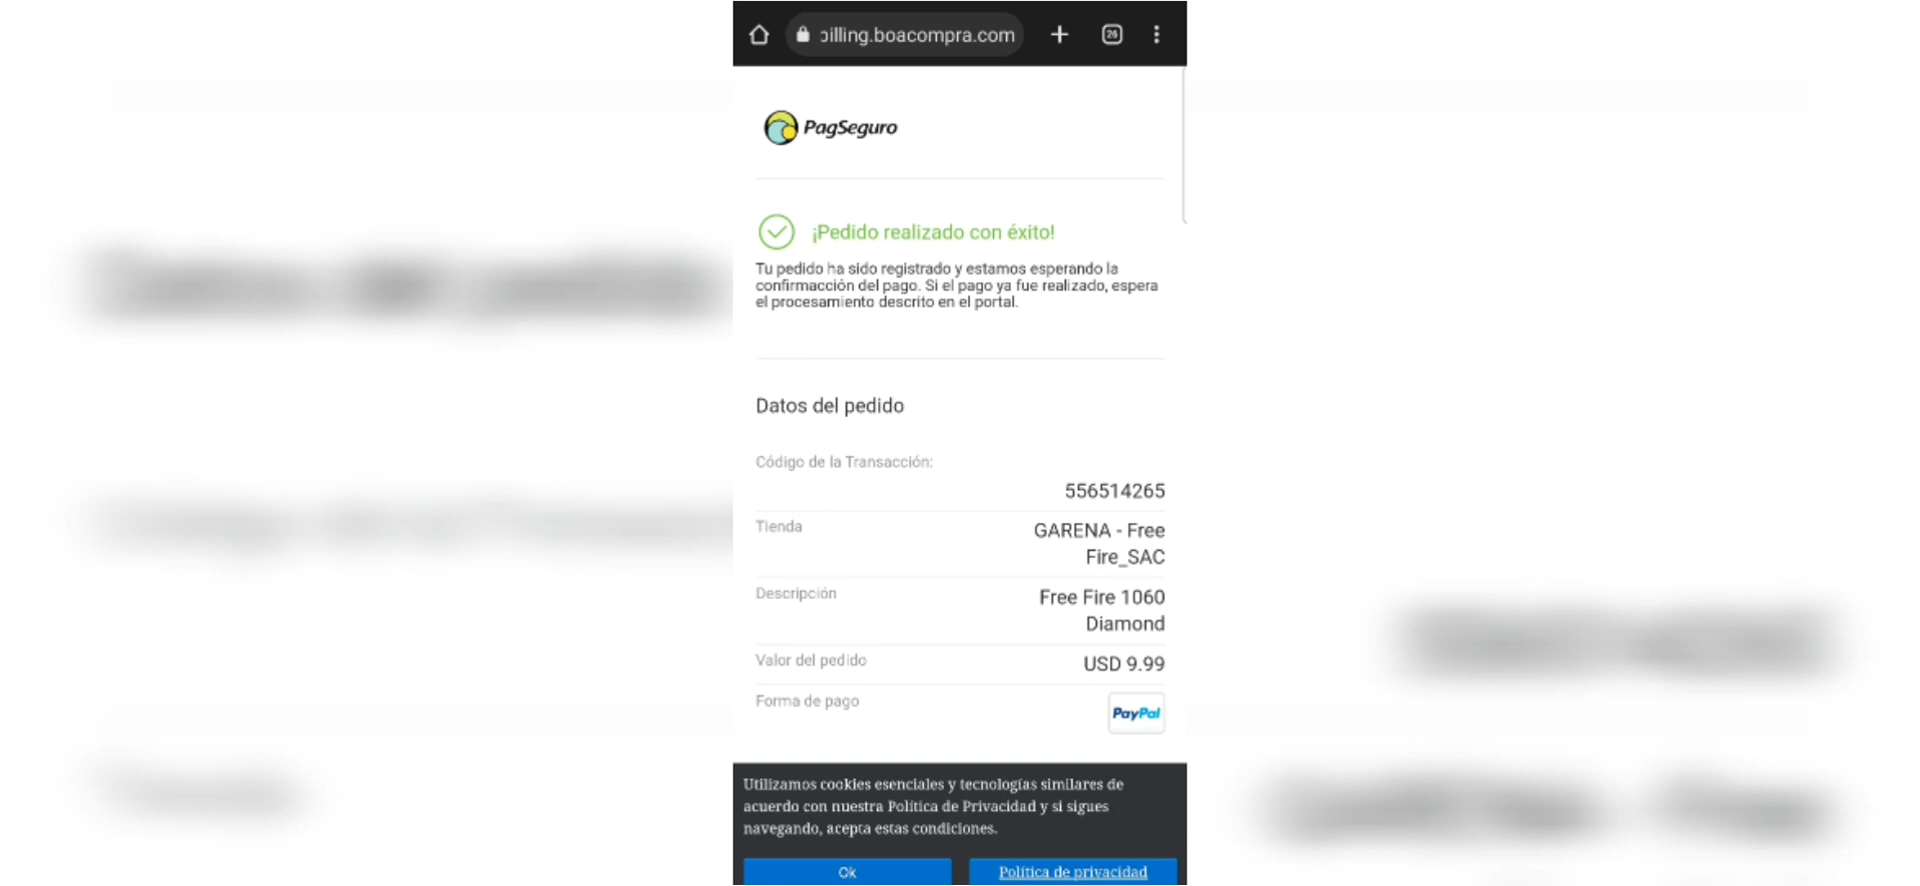 billing.boacompra.com
26
PagSeguro
¡Pedido realizado con éxito!
Tu pedido ha sido registrado y estamos esperando la
confirmacción del pago. Si el pago ya fue realizado, espera
el procesamiento descrito en el portal.
Datos del pedido
Código de la Transacción:
556514265
Tienda
GARENA - Free
Fire_SAC
Descripción
Free Fire 1060
Diamond
Valor del pedido
USD 9.99
Forma de pago
PayPal
Utilizamos cookies esenciales y tecnologías similares de
acuerdo con nuestra Política de Privacidad y si sigues
navegando, acepta estas condiciones.
Ok
Política de privacidad